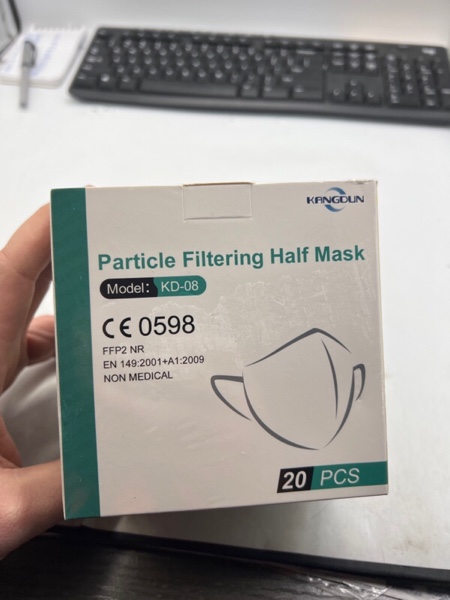 KANGDUN
Particle Filtering Half Mask
Model: KD-08
CE 0598
FFP2 NR
EN 149:2001+A1:2009
NON MEDICAL
20 PCS